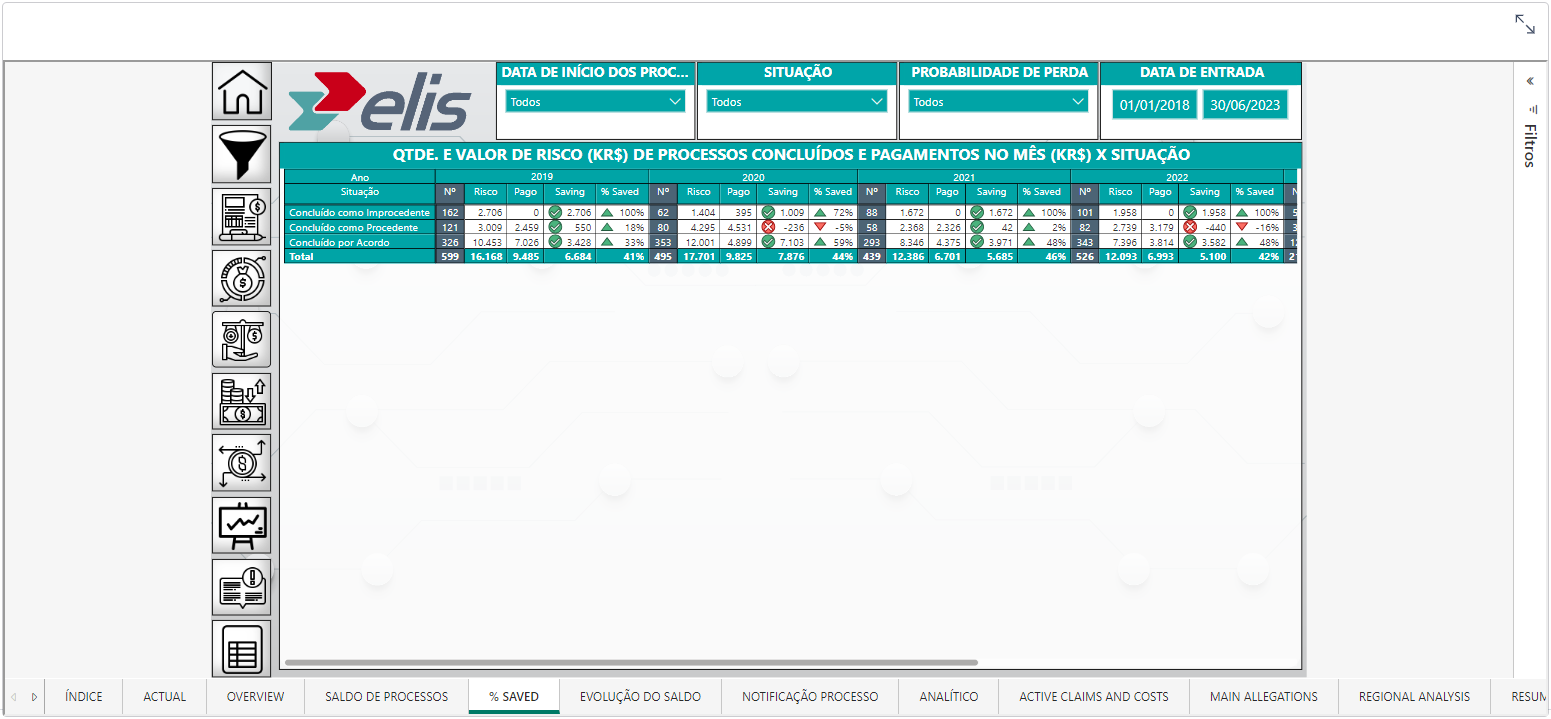 elis
DATA DE INÍCIO DOS PROC... SITUAÇÃO PROBABILIDADE DE PERDA DATA DE ENTRADA
Todos Todos Todos 01/01/2018 30/06/2023
Filtros
QTDE. E VALOR DE RISCO (KR$) DE PROCESSOS CONCLUÍDOS E PAGAMENTOS NO MÊS (KR$) X SITUAÇÃO
Ano 2019 2020 2021 2022
Situação Nº Risco Pago Saving % Saved Nº Risco Pago Saving % Saved Nº Risco Pago Saving % Saved Nº Risco Pago Saving % Saved
Concluído como Improcedente 162 2.706 0 2.706 100% 62 1.404 395 1.009 72% 88 1.672 0 1.672 100% 101 1.958 0 1.958 100%
Concluído como Procedente 121 3.009 2.459 550 18% 80 4.295 4.531 -236 -5% 58 2.368 2.326 42 2% 82 2.739 3.179 -440 -16%
Concluído por Acordo 326 10.453 7.026 3.428 33% 353 12.001 4.899 7.103 59% 293 8.346 4.375 3.971 48% 343 7.396 3.814 3.582 48%
Total 599 16.168 9.485 6.684 41% 495 17.701 9.825 7.876 44% 439 12.386 6.701 5.685 46% 526 12.093 6.993 5.100 42%
ÍNDICE ACTUAL OVERVIEW SALDO DE PROCESSOS % SAVED EVOLUÇÃO DO SALDO NOTIFICAÇÃO PROCESSO ANALÍTICO ACTIVE CLAIMS AND COSTS MAIN ALLEGATIONS REGIONAL ANALYSIS RESUM